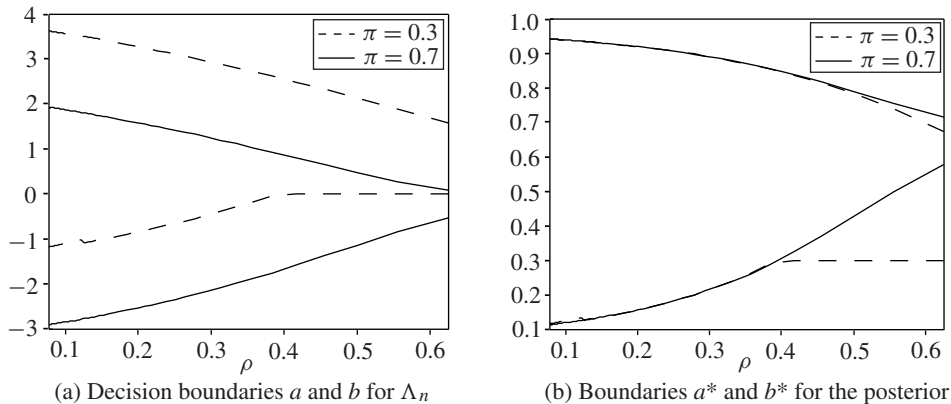 4
3
2
1
0
−1
−2
−3
0.1 0.2 0.3 0.4 0.5 0.6
ρ
π = 0.3
π = 0.7
(a) Decision boundaries a and b for Λn
1.0
0.9
0.8
0.7
0.6
0.5
0.4
0.3
0.2
0.1
0.1 0.2 0.3 0.4 0.5 0.6
ρ
π = 0.3
π = 0.7
(b) Boundaries a* and b* for the posterior